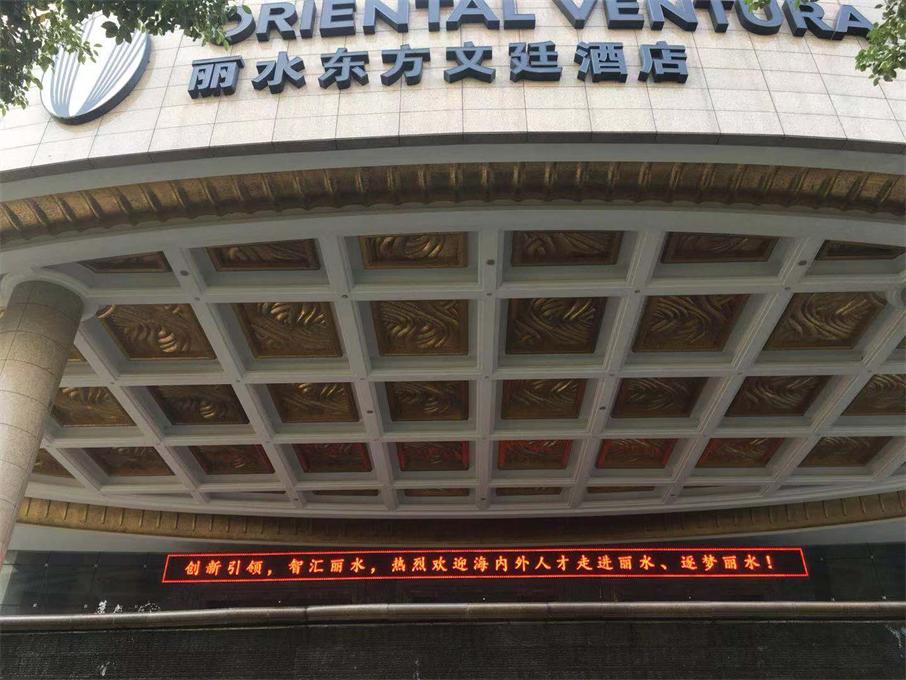 ORIENTAL VENTURA
丽水东方文廷酒店
创新引领，智汇丽水，热烈欢迎海内外人才走进丽水、逐梦丽水！